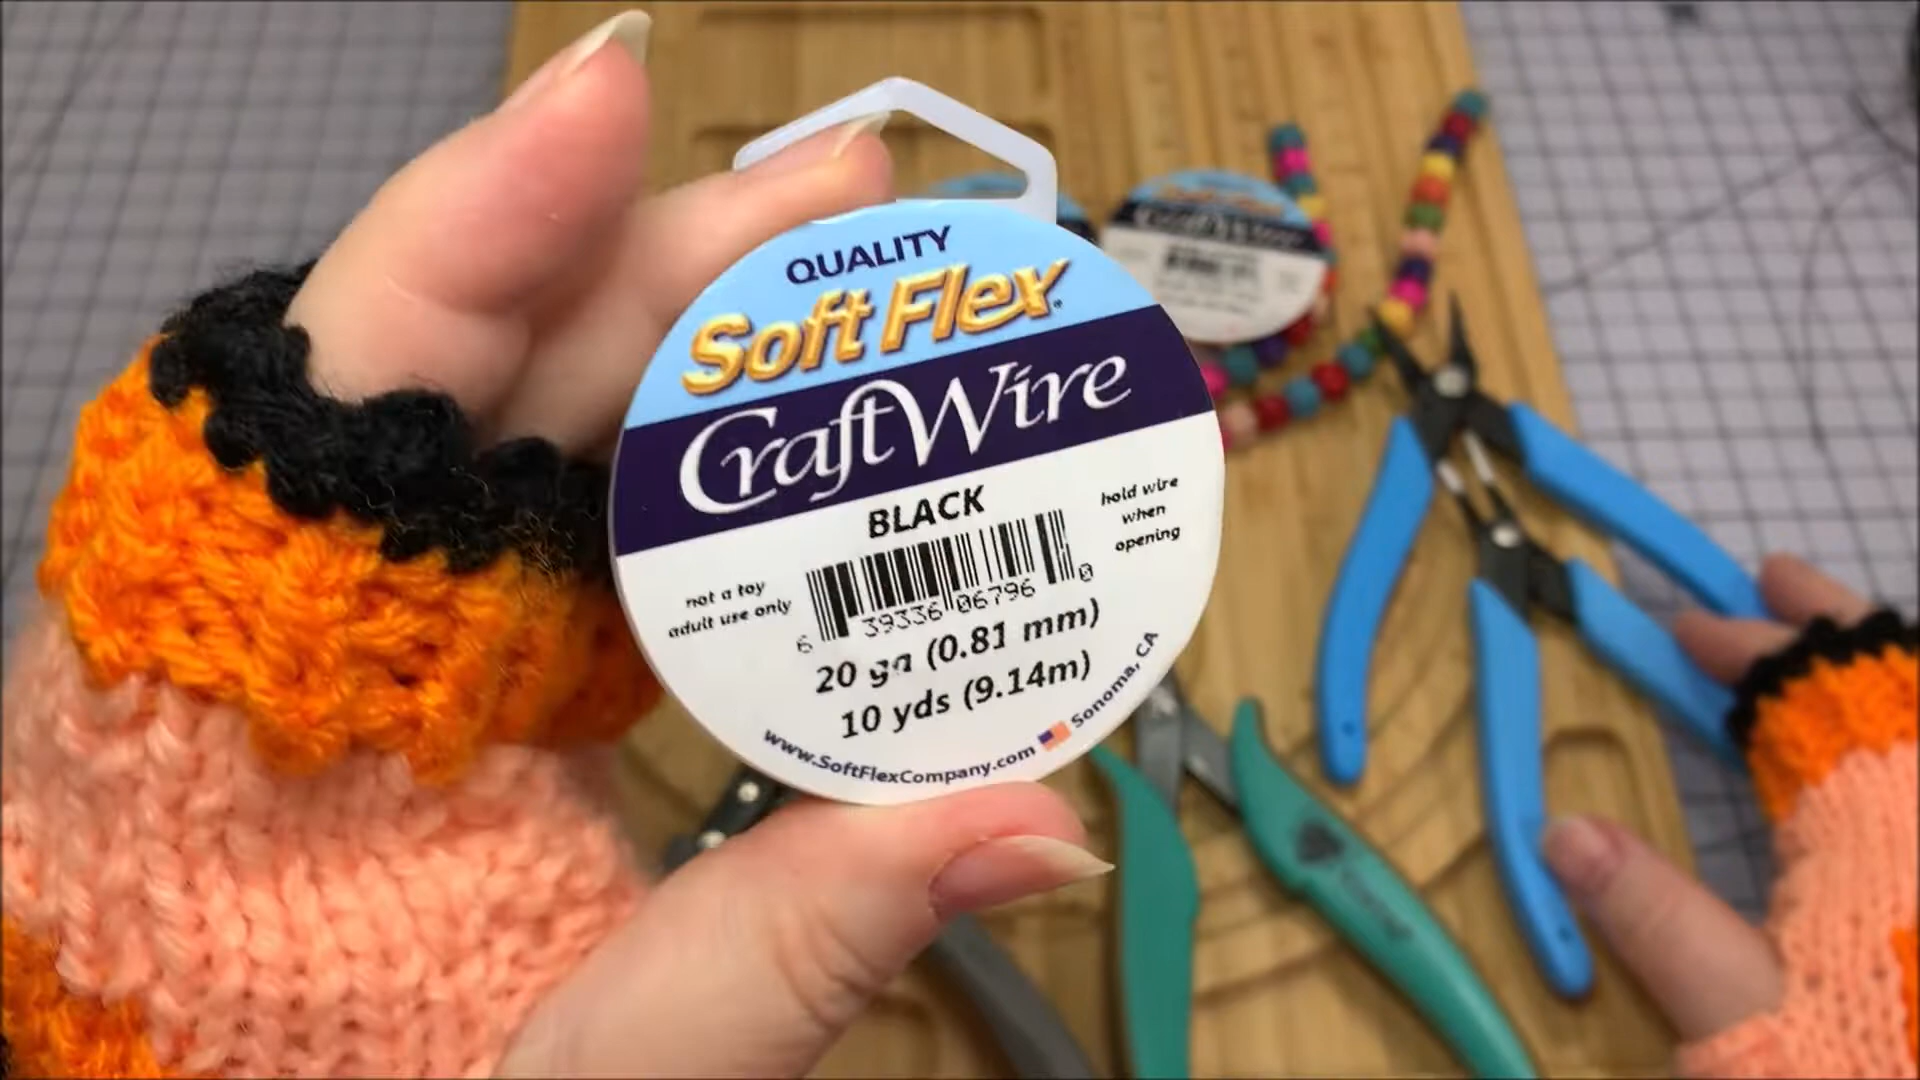 QUALITY
Soft Flex®
CraftWire
BLACK
hold wire
when
opening
not a toy
adult use only
6 39336 06796 0
20 ga (0.81 mm)
10 yds (9.14m)
www.SoftFlexCompany.com Sonoma, CA
CraftWire